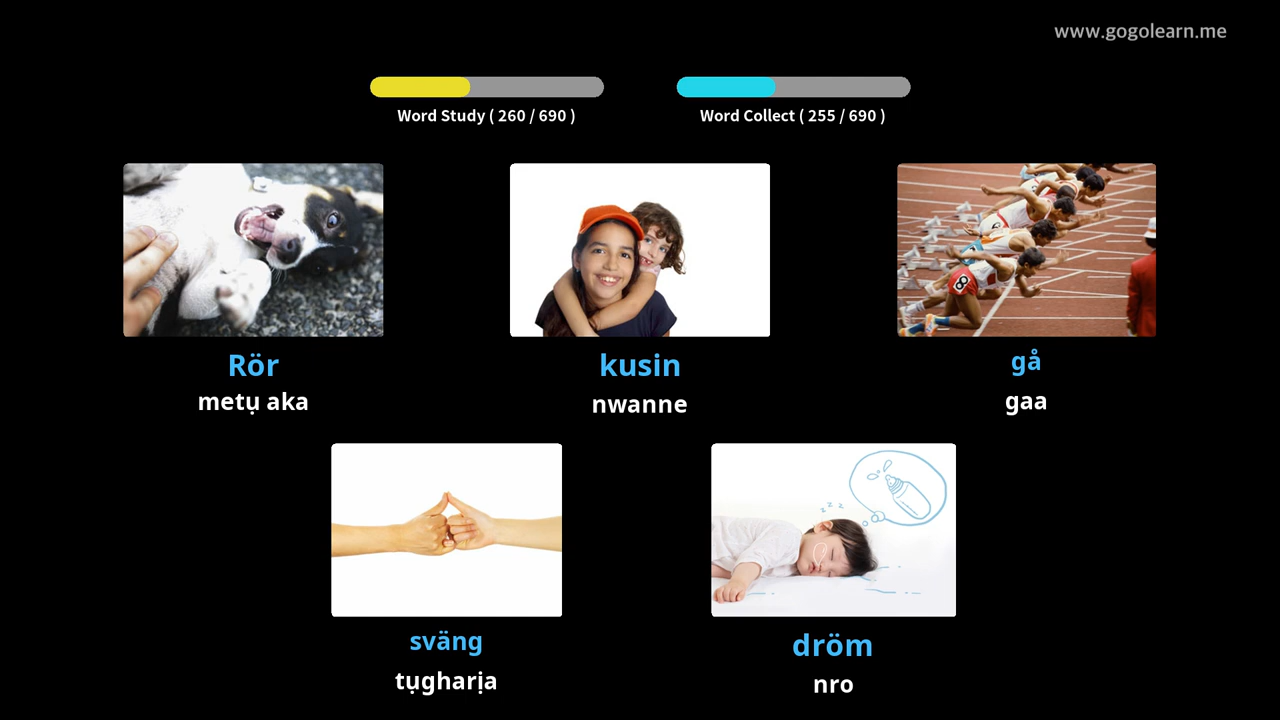 www.gogolearn.me
Word Study ( 260 / 690 )
Word Collect ( 255 / 690 )
Rör
metụ aka
kusin
nwanne
gå
gaa
sväng
tụgharịa
dröm
nro